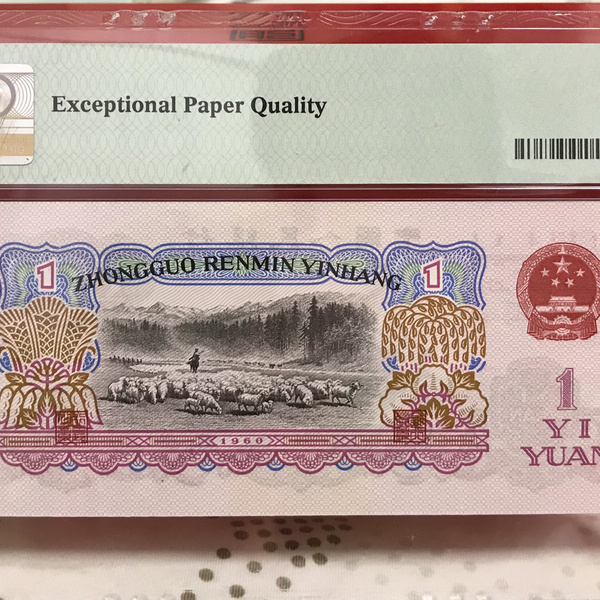 Exceptional Paper Quality
ZHONGGUO RENMIN YINHANG
1
1
1960
1
YI
YUAN